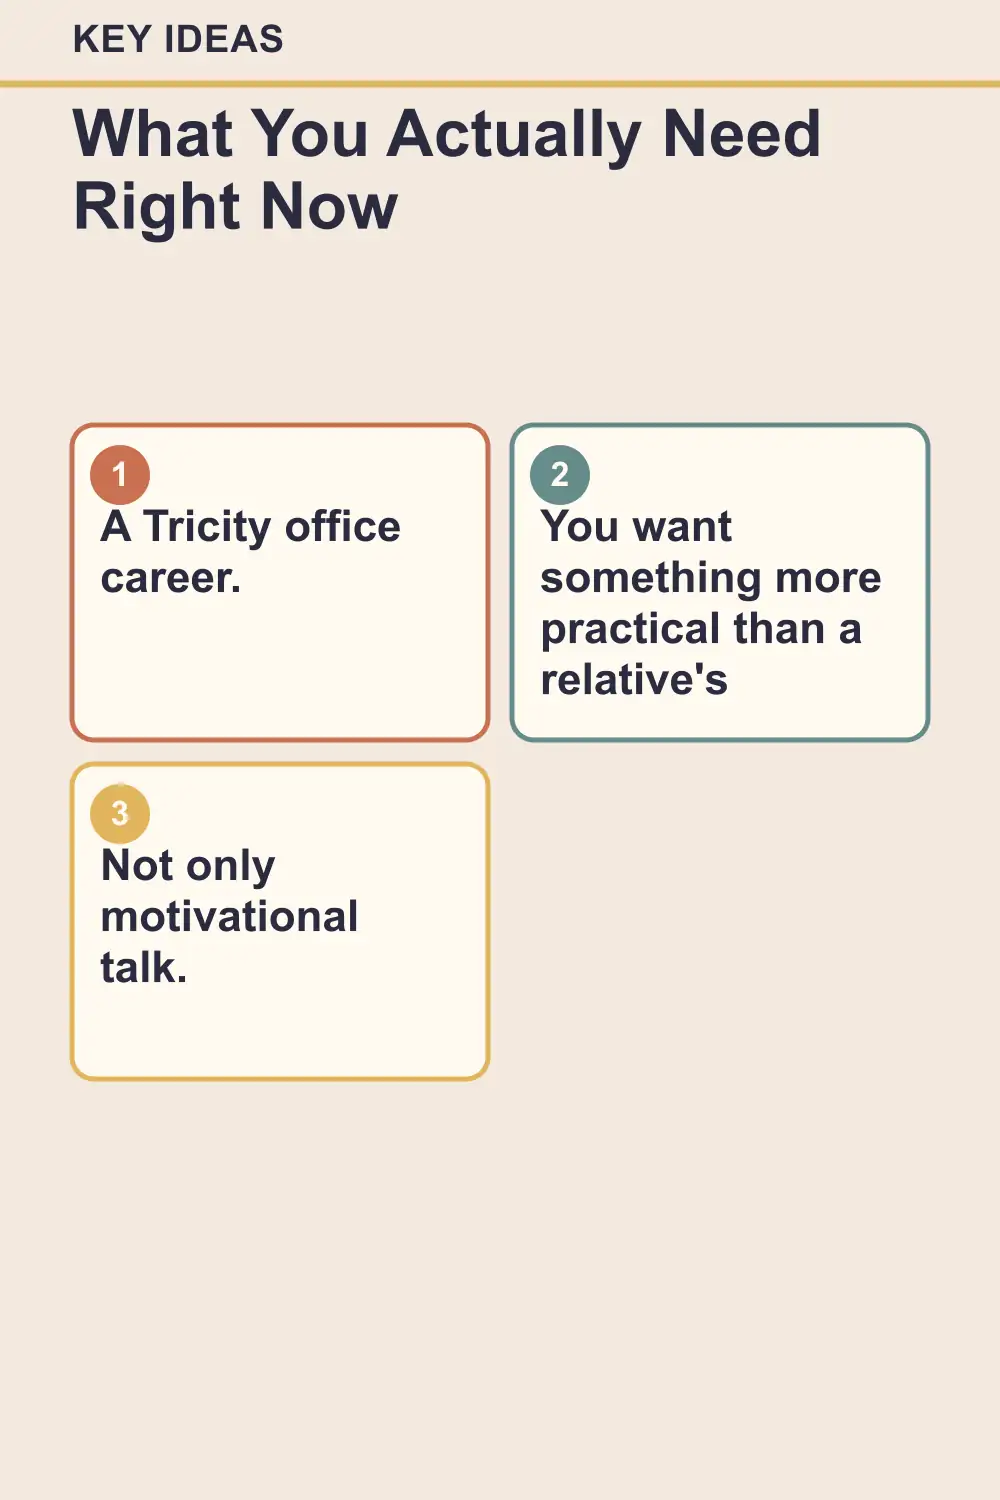 KEY IDEAS
What You Actually Need
Right Now
1
A Tricity office
career.
2
You want
something more
practical than a
relative's
3
Not only
motivational
talk.